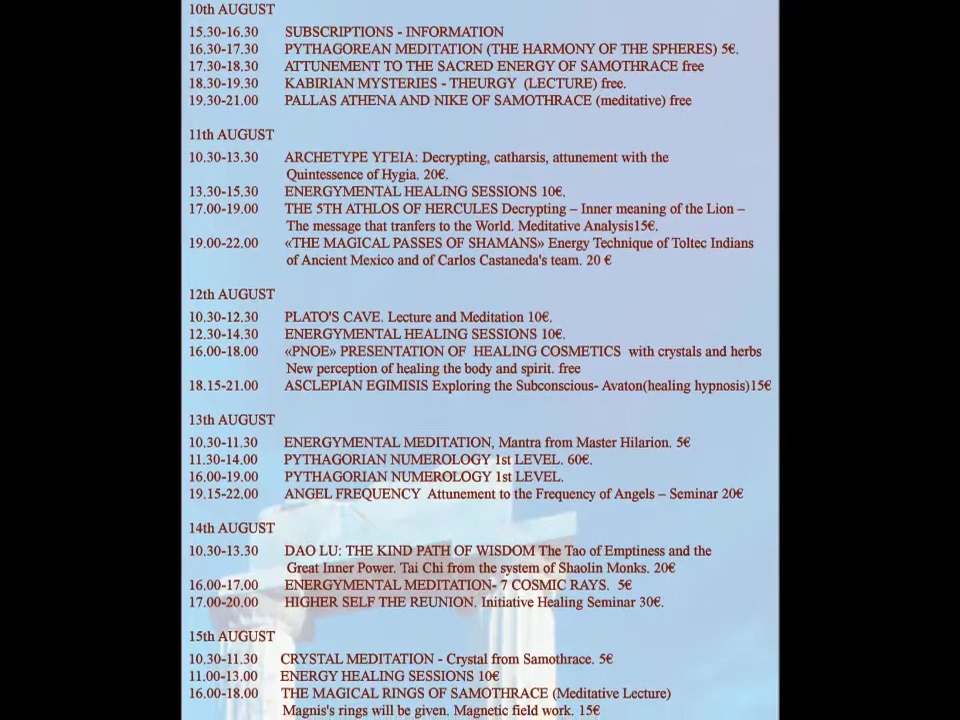 10th AUGUST
15.30-16.30 SUBSCRIPTIONS - INFORMATION
16.30-17.30 PYTHAGOREAN MEDITATION (THE HARMONY OF THE SPHERES) 5€.
17.30-18.30 ATTUNEMENT TO THE SACRED ENERGY OF SAMOTHRACE free
18.30-19.30 KABIRIAN MYSTERIES - THEURGY (LECTURE) free.
19.30-21.00 PALLAS ATHENA AND NIKE OF SAMOTHRACE (meditative) free
11th AUGUST
10.30-13.30 ARCHETYPE ΥΓΕΙΑ: Decrypting, catharsis, attunement with the
Quintessence of Hygia. 20€.
13.30-15.30 ENERGYMENTAL HEALING SESSIONS 10€.
17.00-19.00 THE 5TH ATHLOS OF HERCULES Decrypting – Inner meaning of the Lion –
The message that tranfers to the World. Meditative Analysis15€.
19.00-22.00 «THE MAGICAL PASSES OF SHAMANS» Energy Technique of Toltec Indians
of Ancient Mexico and of Carlos Castaneda's team. 20 €
12th AUGUST
10.30-12.30 PLATO'S CAVE. Lecture and Meditation 10€.
12.30-14.30 ENERGYMENTAL HEALING SESSIONS 10€.
16.00-18.00 «PNOE» PRESENTATION OF HEALING COSMETICS with crystals and herbs
New perception of healing the body and spirit. free
18.15-21.00 ASCLEPIAN EGIMISIS Exploring the Subconscious- Avaton(healing hypnosis)15€
13th AUGUST
10.30-11.30 ENERGYMENTAL MEDITATION, Mantra from Master Hilarion. 5€
11.30-14.00 PYTHAGORIAN NUMEROLOGY 1st LEVEL. 60€.
16.00-19.00 PYTHAGORIAN NUMEROLOGY 1st LEVEL.
19.15-22.00 ANGEL FREQUENCY Attunement to the Frequency of Angels – Seminar 20€
14th AUGUST
10.30-13.30 DAO LU: THE KIND PATH OF WISDOM The Tao of Emptiness and the
Great Inner Power. Tai Chi from the system of Shaolin Monks. 20€
16.00-17.00 ENERGYMENTAL MEDITATION- 7 COSMIC RAYS. 5€
17.00-20.00 HIGHER SELF THE REUNION. Initiative Healing Seminar 30€.
15th AUGUST
10.30-11.30 CRYSTAL MEDITATION - Crystal from Samothrace. 5€
11.00-13.00 ENERGY HEALING SESSIONS 10€
16.00-18.00 THE MAGICAL RINGS OF SAMOTHRACE (Meditative Lecture)
Magnis's rings will be given. Magnetic field work. 15€